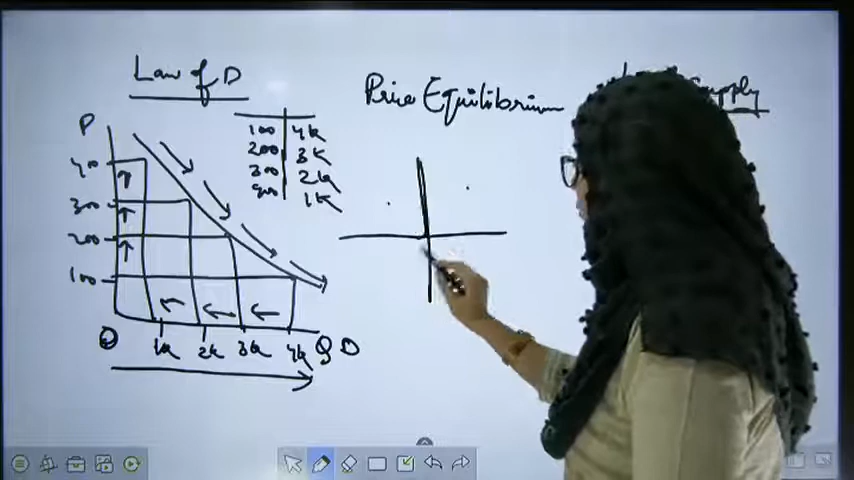 Law of D
Price Equilibrium
Supply
P
400
300
200
100
O
1k 2k 3k 4k Q D
100 4k
200 3k
300 2k
400 1k